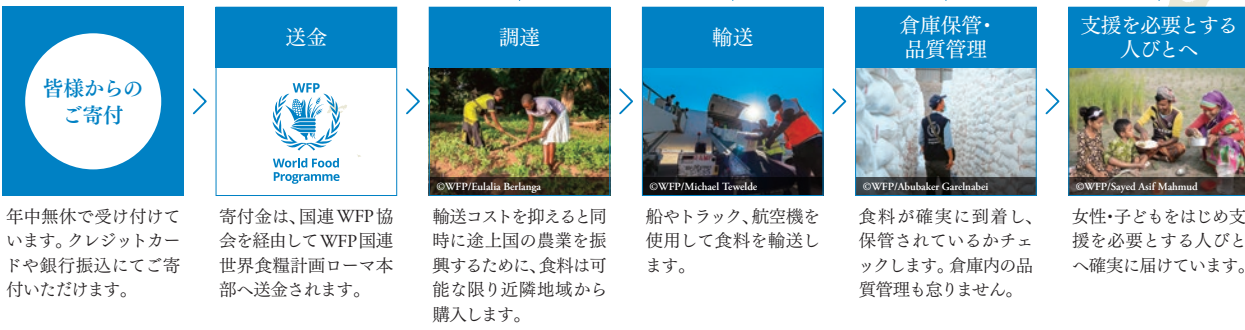 皆様からの
ご寄付
年中無休で受け付けて
います。クレジットカー
ドや銀行振込にてご寄
付いただけます。
送金
WFP
World Food
Programme
寄付金は、国連WFP協
会を経由してWFP国連
世界食糧計画ローマ本
部へ送金されます。
調達
©WFP/Eulalia Berlanga
輸送コストを抑えると同
時に途上国の農業を振
興するために、食料は可
能な限り近隣地域から
購入します。
輸送
©WFP/Michael Tewelde
船やトラック、航空機を
使用して食料を輸送し
ます。
倉庫保管・
品質管理
©WFP/Abubaker Garelnabei
食料が確実に到着し、
保管されているかチェ
ックします。倉庫内の品
質管理も怠りません。
支援を必要とする
人びとへ
©WFP/Sayed Asif Mahmud
女性・子どもをはじめ支
援を必要とする人びと
へ確実に届けています。